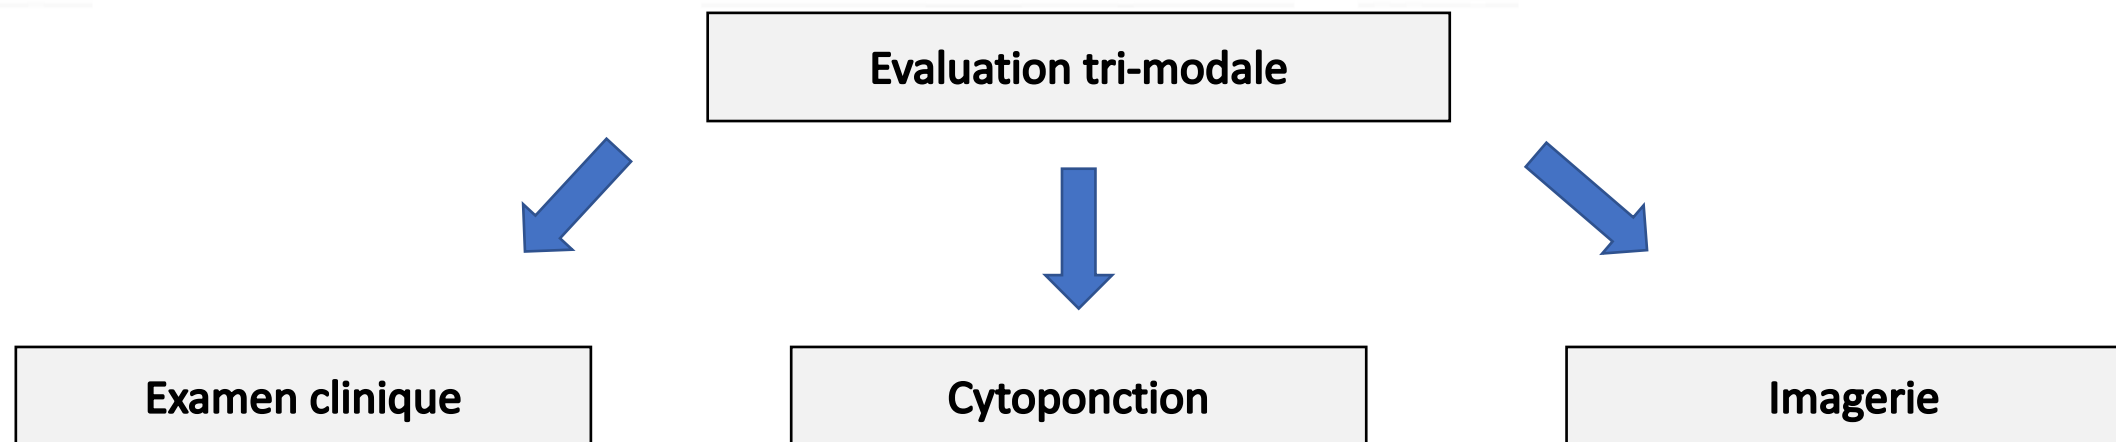 Evaluation tri-modale
Examen clinique
Cytoponction
Imagerie